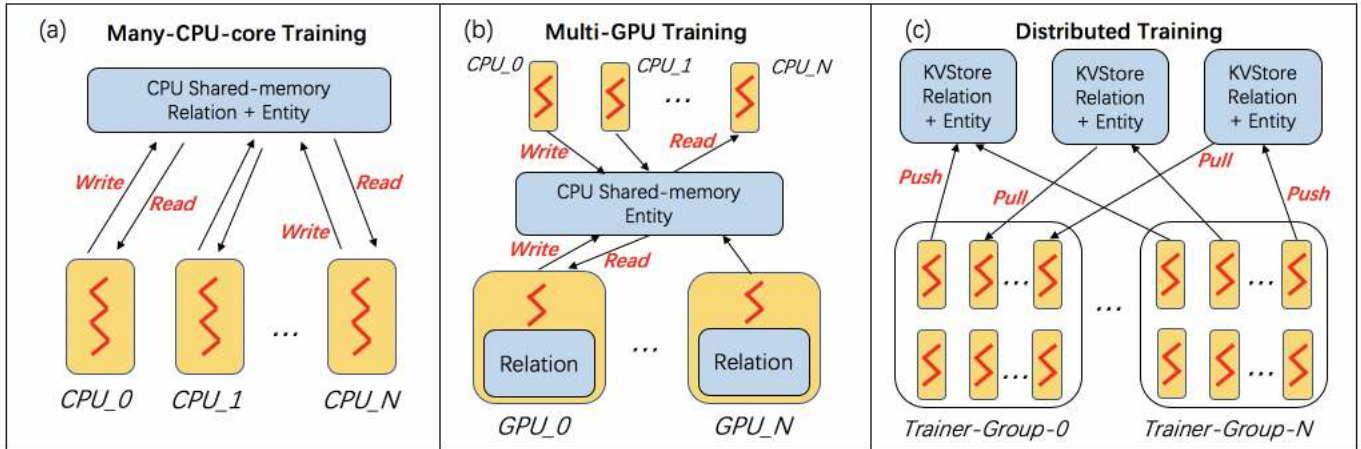 (a)
Many-CPU-core Training
CPU Shared-memory
Relation + Entity
Write
Read
Write
Read
...
CPU_0
CPU_1
CPU_N
(b)
Multi-GPU Training
CPU_0
CPU_1
CPU_N
...
Write
Read
CPU Shared-memory
Entity
Write
Read
Relation
...
Relation
GPU_0
GPU_N
(c)
Distributed Training
KVStore
Relation
+ Entity
KVStore
Relation
+ Entity
KVStore
Relation
+ Entity
Push
Pull
Pull
Push
...
...
...
...
...
Trainer-Group-0
Trainer-Group-N